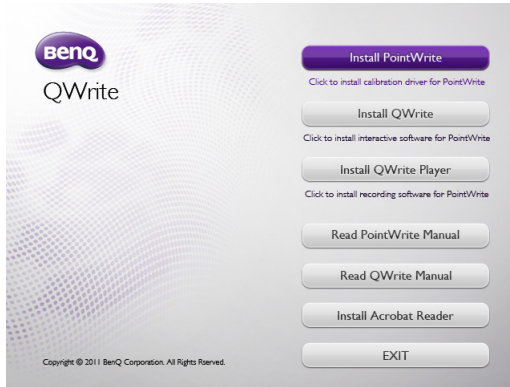 BenQ
QWrite
Install PointWrite
Click to install calibration driver for PointWrite
Install QWrite
Click to install interactive software for PointWrite
Install QWrite Player
Click to install recording software for PointWrite
Read PointWrite Manual
Read QWrite Manual
Install Acrobat Reader
EXIT
Copyright © 2011 BenQ Corporation. All Rights Rserved.